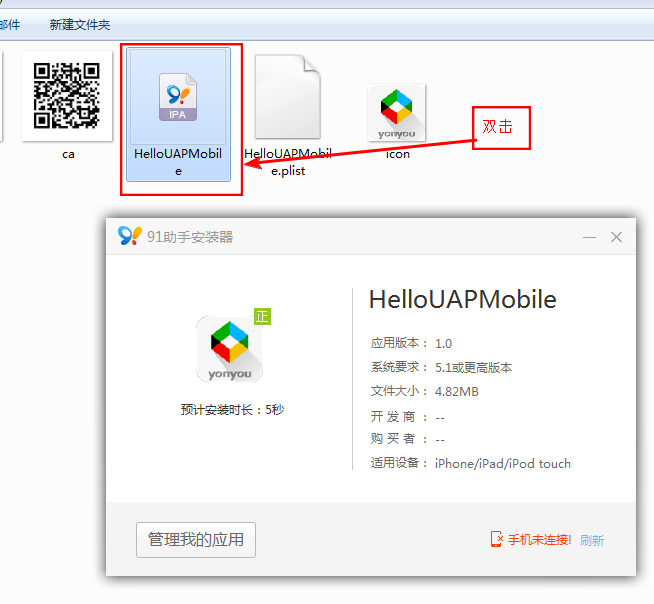 邮件 新建文件夹
IPA
yonyou
双击
ca
HelloUAPMobil
e
HelloUAPMobil
e.plist
icon
91助手安装器
正
yonyou
预计安装时长：5秒
HelloUAPMobile
应用版本： 1.0
系统要求： 5.1或更高版本
文件大小： 4.82MB
开 发 商 ： --
购 买 者 ： --
适用设备： iPhone/iPad/iPod touch
管理我的应用
手机未连接! 刷新